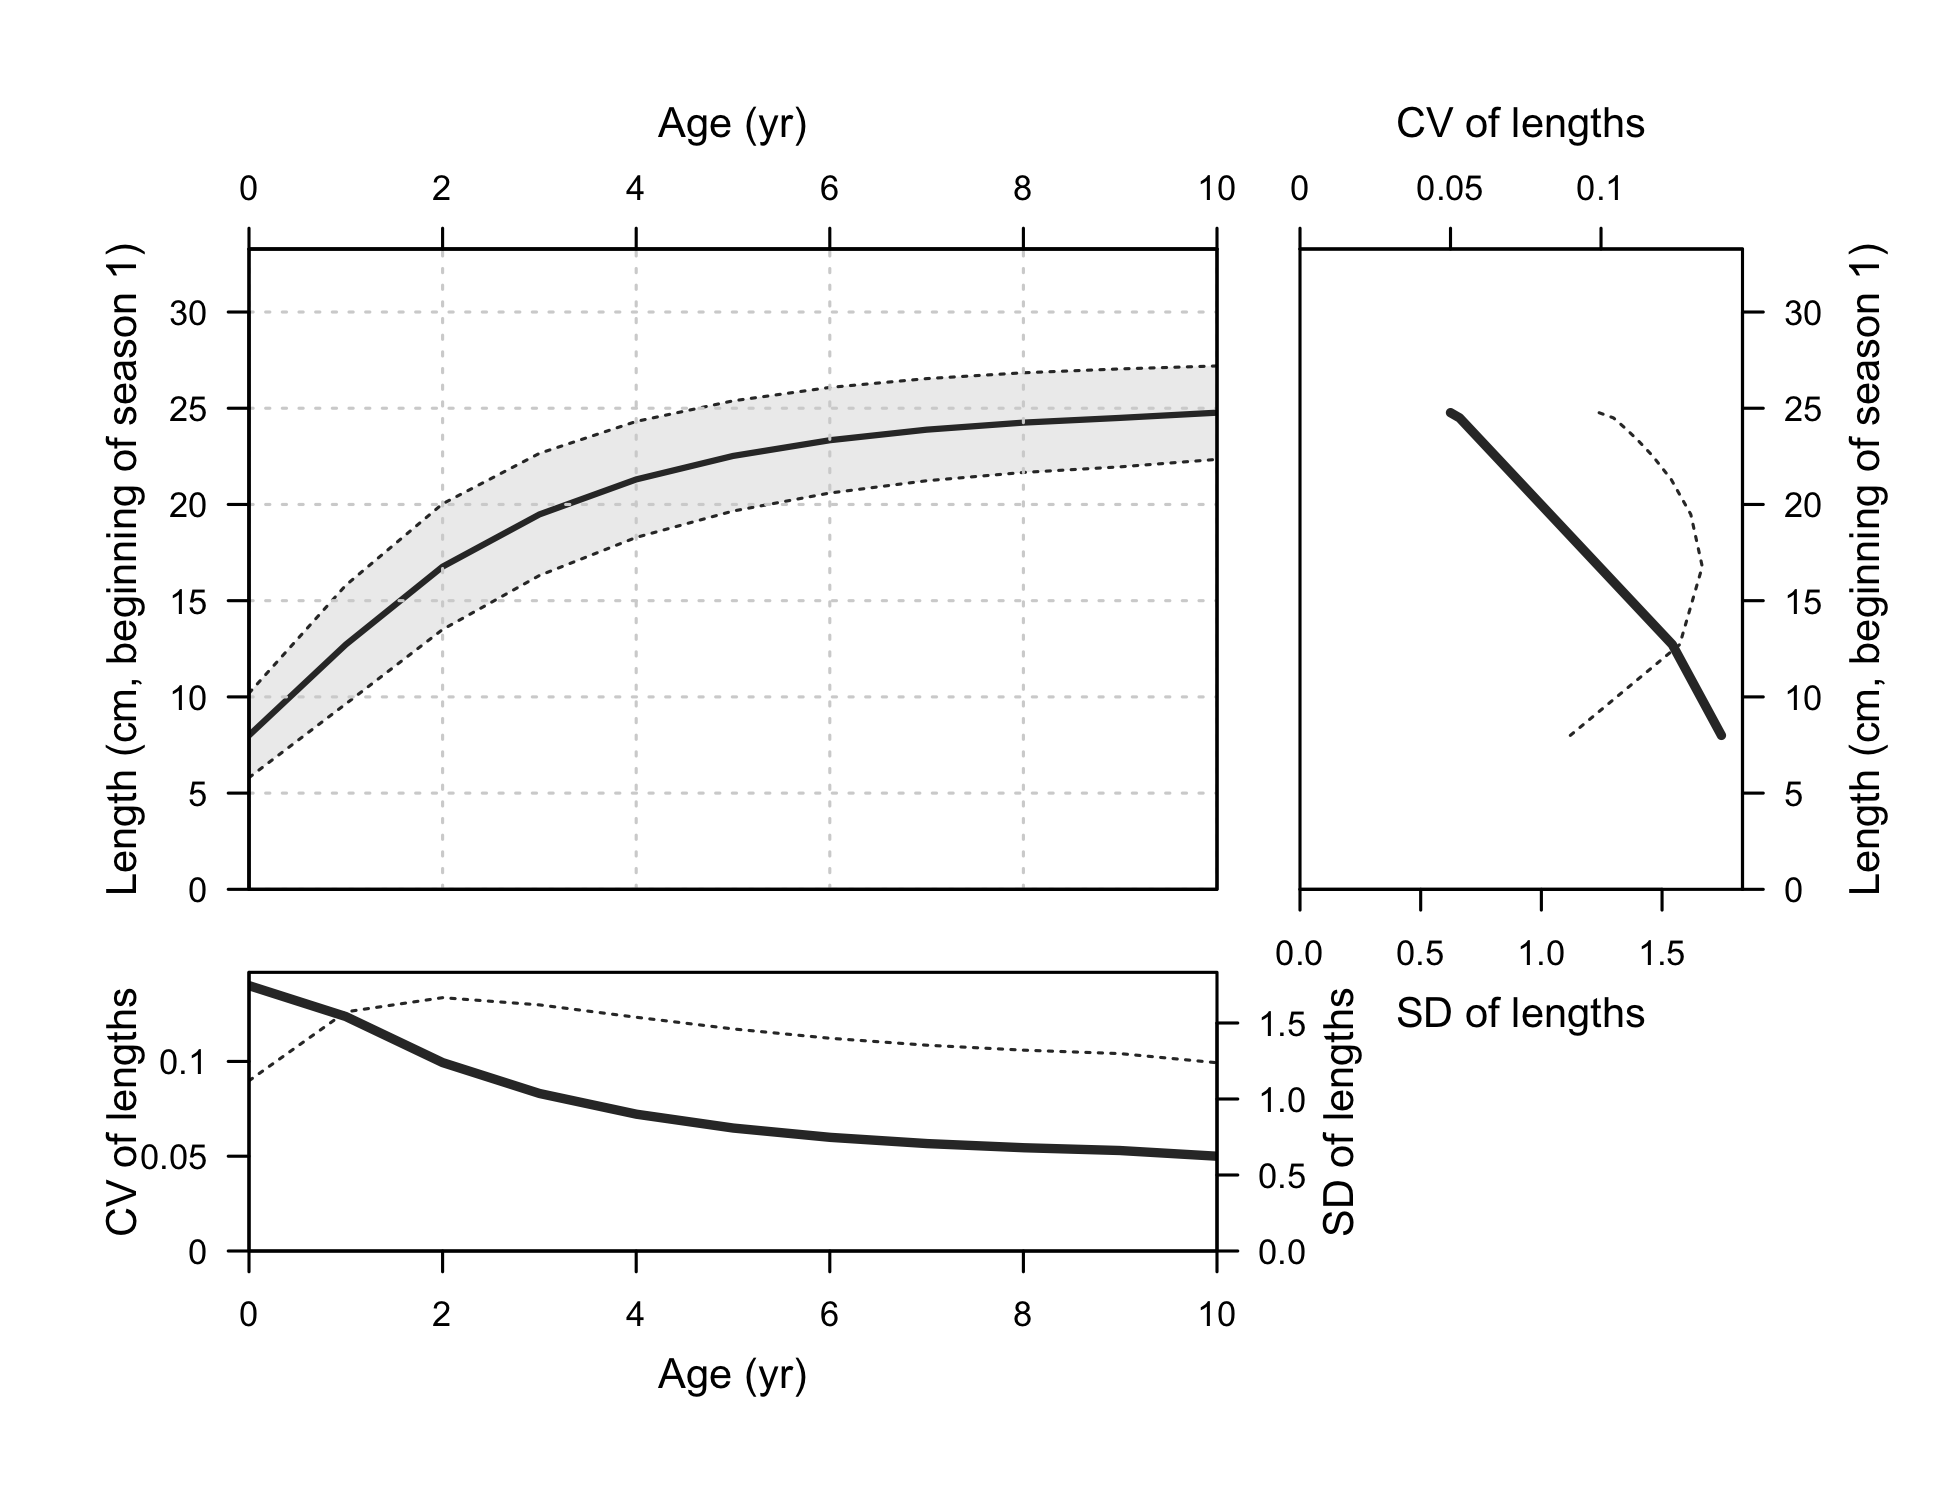 Age (yr)
0 2 4 6 8 10
CV of lengths
0 0.05 0.1
Length (cm, beginning of season 1)
30
25
20
15
10
5
0
30
25
20
15
10
5
0
Length (cm, beginning of season 1)
0.0 0.5 1.0 1.5
SD of lengths
CV of lengths
0.1
0.05
0
1.5
1.0
0.5
0.0
SD of lengths
0 2 4 6 8 10
Age (yr)